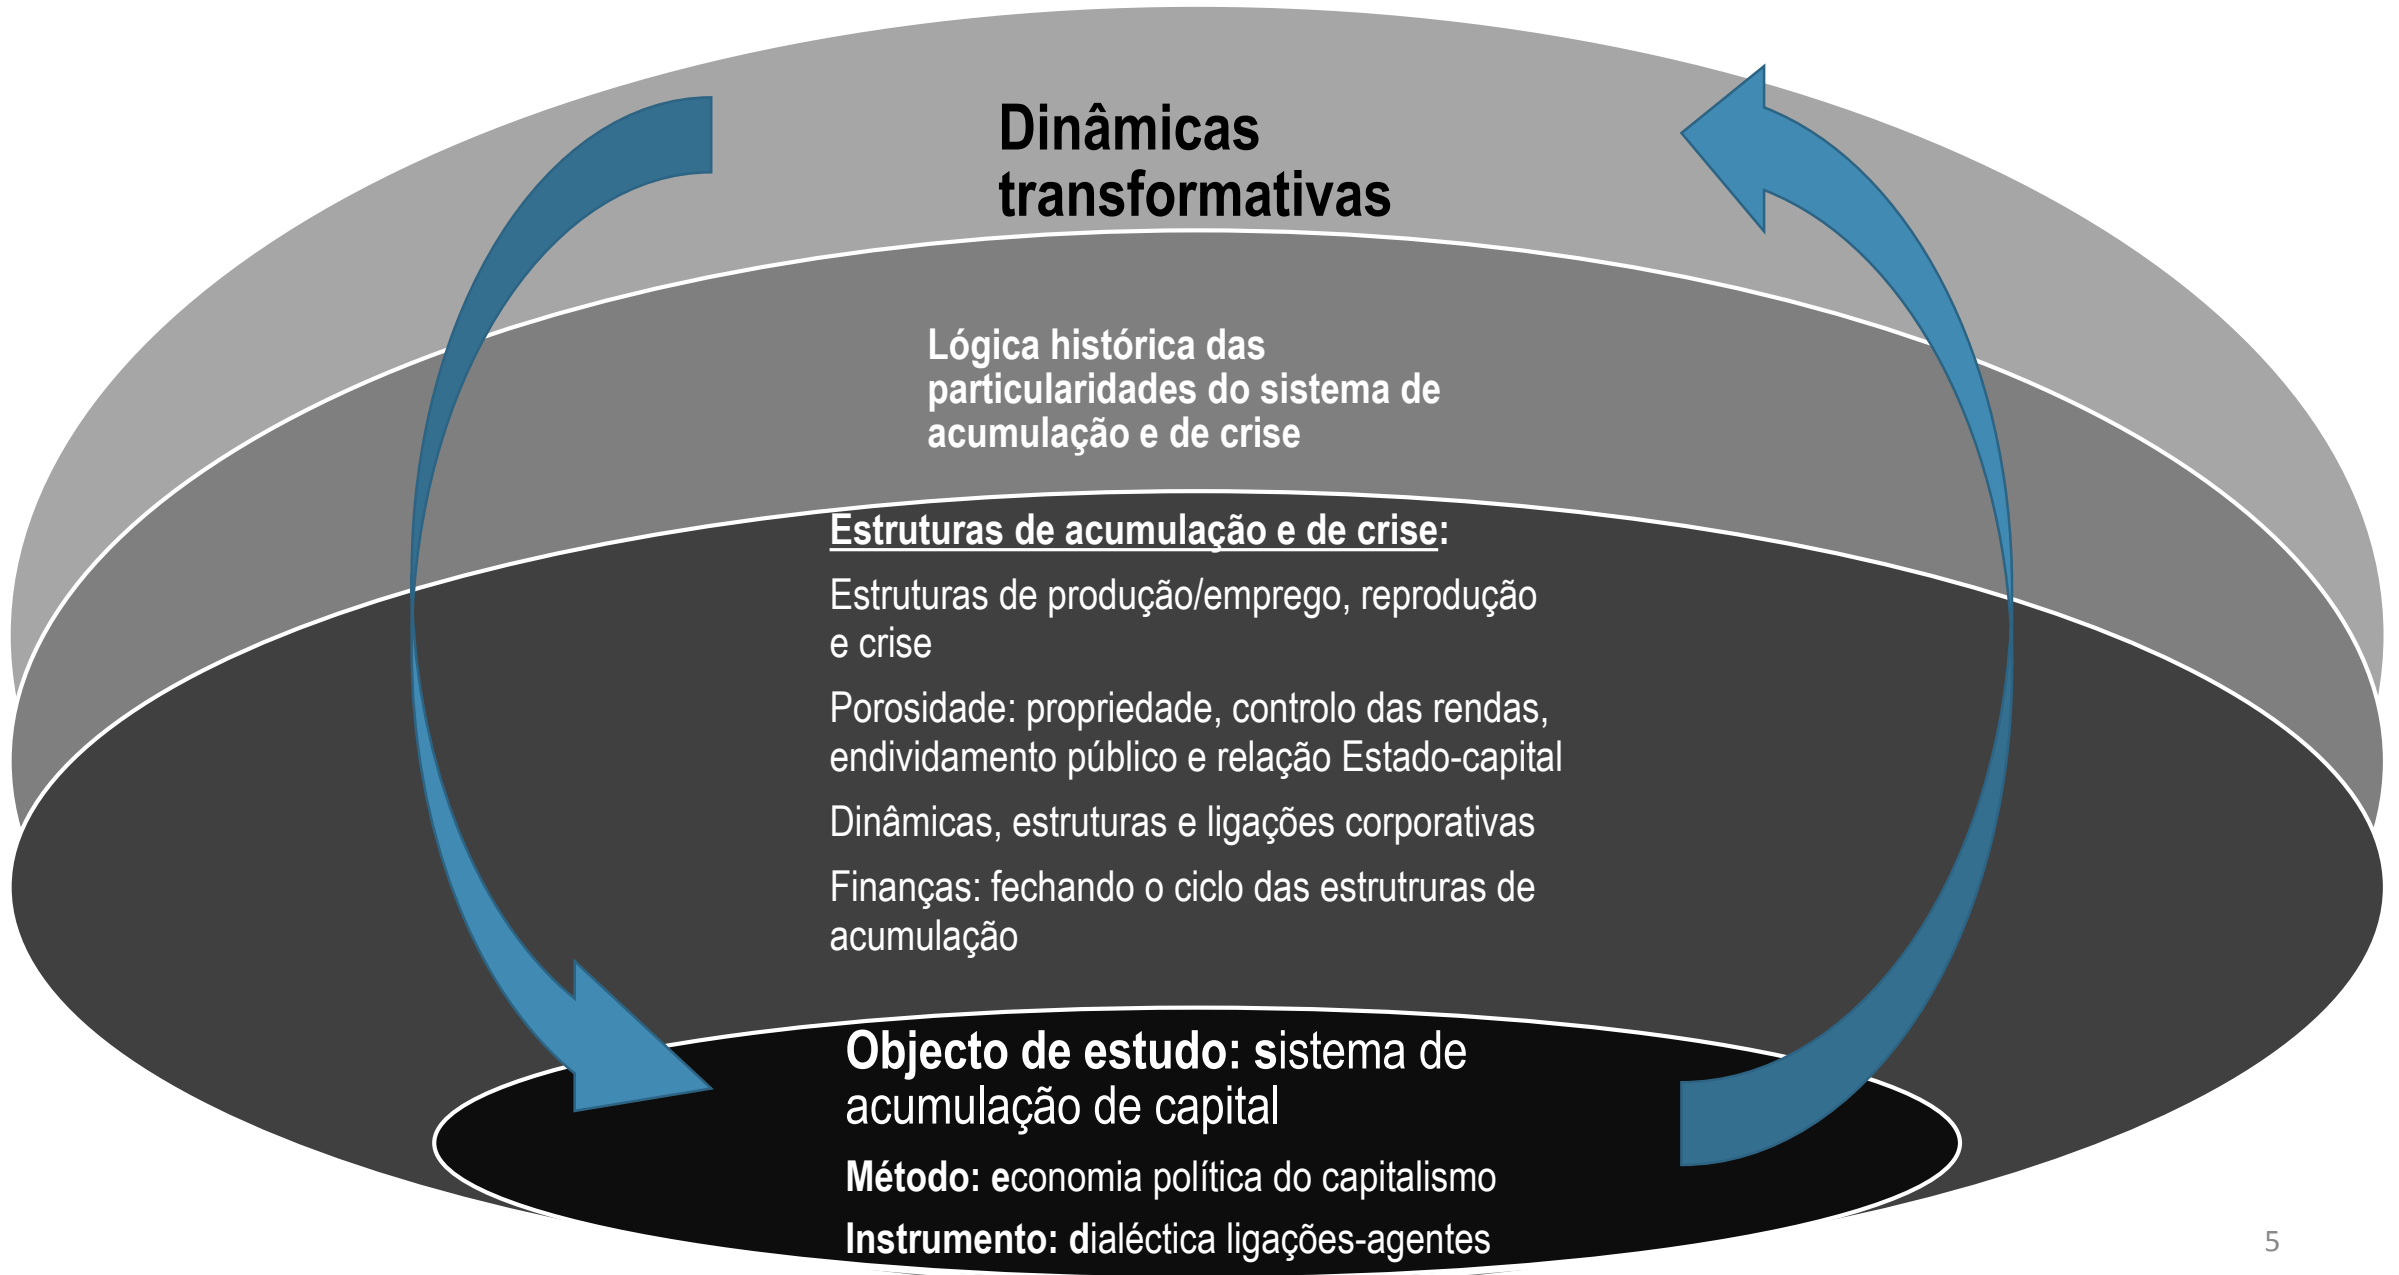 Dinâmicas
transformativas
Lógica histórica das
particularidades do sistema de
acumulação e de crise
Estruturas de acumulação e de crise:
Estruturas de produção/emprego, reprodução
e crise
Porosidade: propriedade, controlo das rendas,
endividamento público e relação Estado-capital
Dinâmicas, estruturas e ligações corporativas
Finanças: fechando o ciclo das estrutruras de
acumulação
Objecto de estudo: sistema de
acumulação de capital
Método: economia política do capitalismo
Instrumento: dialéctica ligações-agentes
5